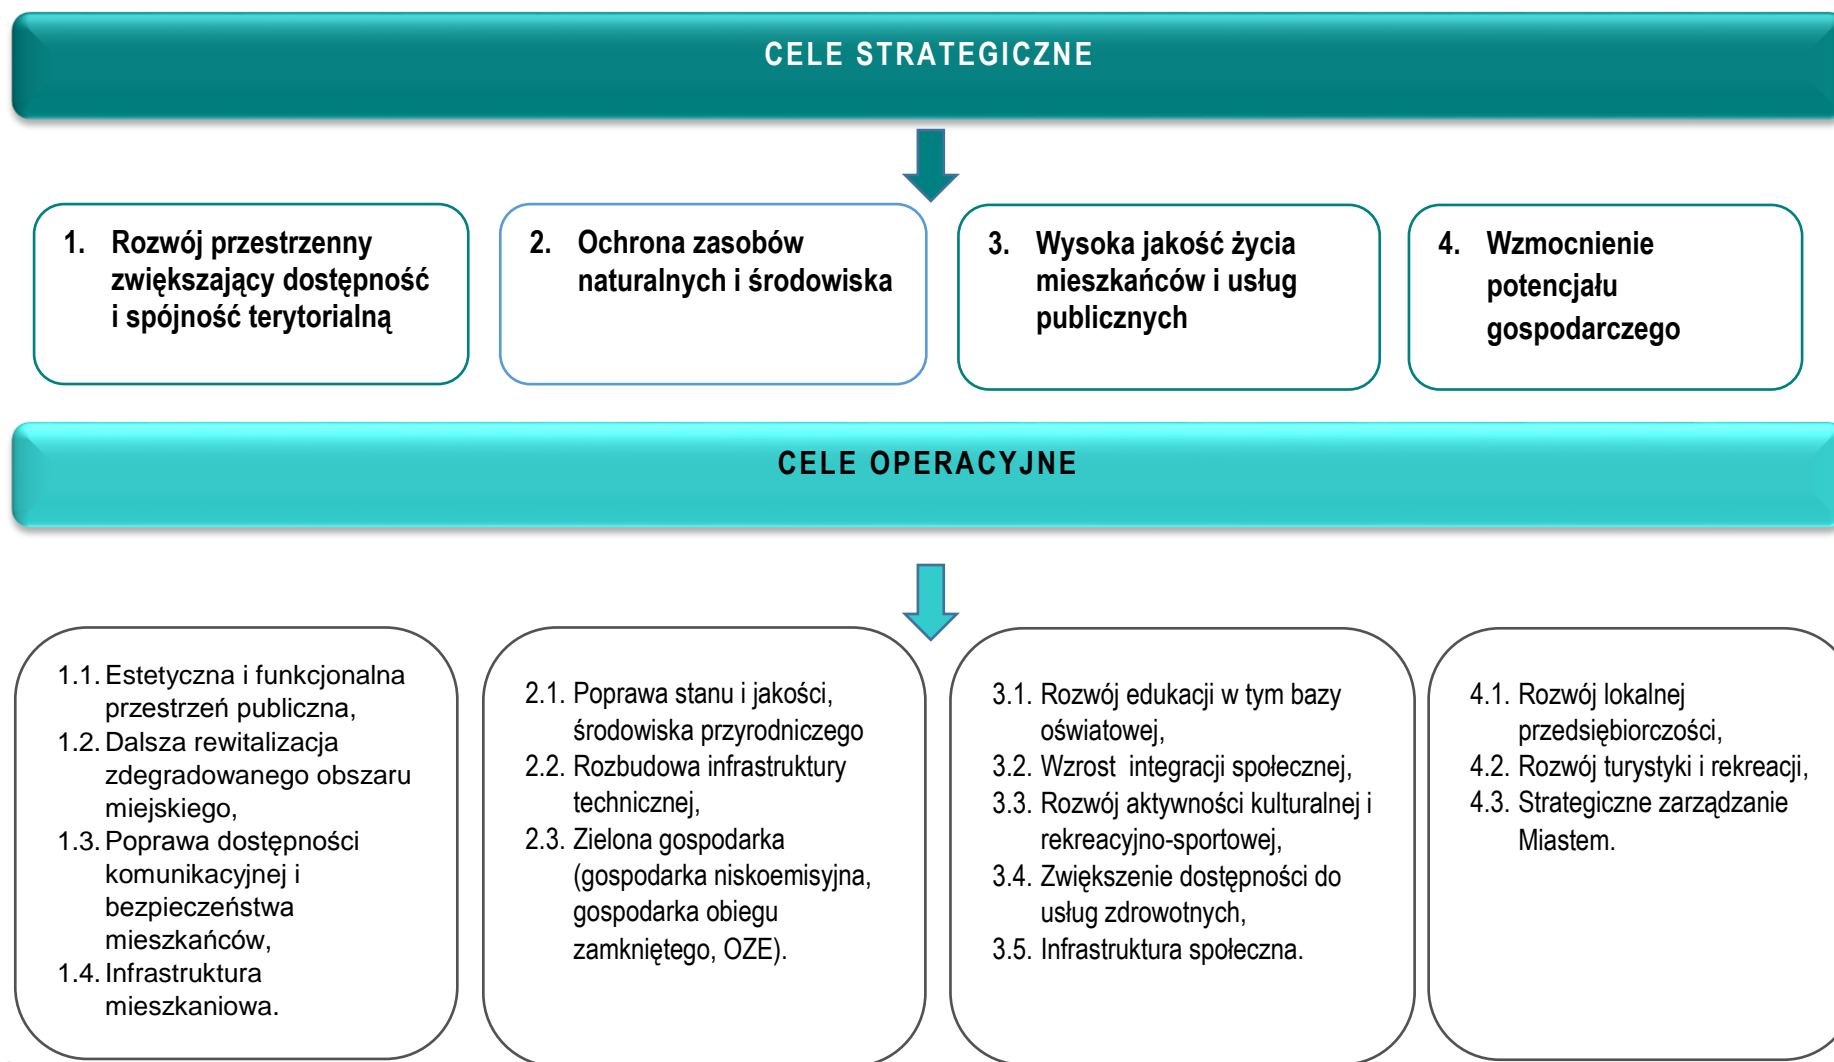 CELE STRATEGICZNE
1. Rozwój przestrzenny
zwiększający dostępność
i spójność terytorialną
2. Ochrona zasobów
naturalnych i środowiska
3. Wysoka jakość życia
mieszkańców i usług
publicznych
4. Wzmocnienie
potencjału
gospodarczego
CELE OPERACYJNE
1.1. Estetyczna i funkcjonalna
przestrzeń publiczna,
1.2. Dalsza rewitalizacja
zdegradowanego obszaru
miejskiego,
1.3. Poprawa dostępności
komunikacyjnej i
bezpieczeństwa
mieszkańców,
1.4. Infrastruktura
mieszkaniowa.
2.1. Poprawa stanu i jakości,
środowiska przyrodniczego
2.2. Rozbudowa infrastruktury
technicznej,
2.3. Zielona gospodarka
(gospodarka niskoemisyjna,
gospodarka obiegu
zamkniętego, OZE).
3.1. Rozwój edukacji w tym bazy
oświatowej,
3.2. Wzrost  integracji społecznej,
3.3. Rozwój aktywności kulturalnej i
rekreacyjno-sportowej,
3.4. Zwiększenie dostępności do
usług zdrowotnych,
3.5. Infrastruktura społeczna.
4.1. Rozwój lokalnej
przedsiębiorczości,
4.2. Rozwój turystyki i rekreacji,
4.3. Strategiczne zarządzanie
Miastem.